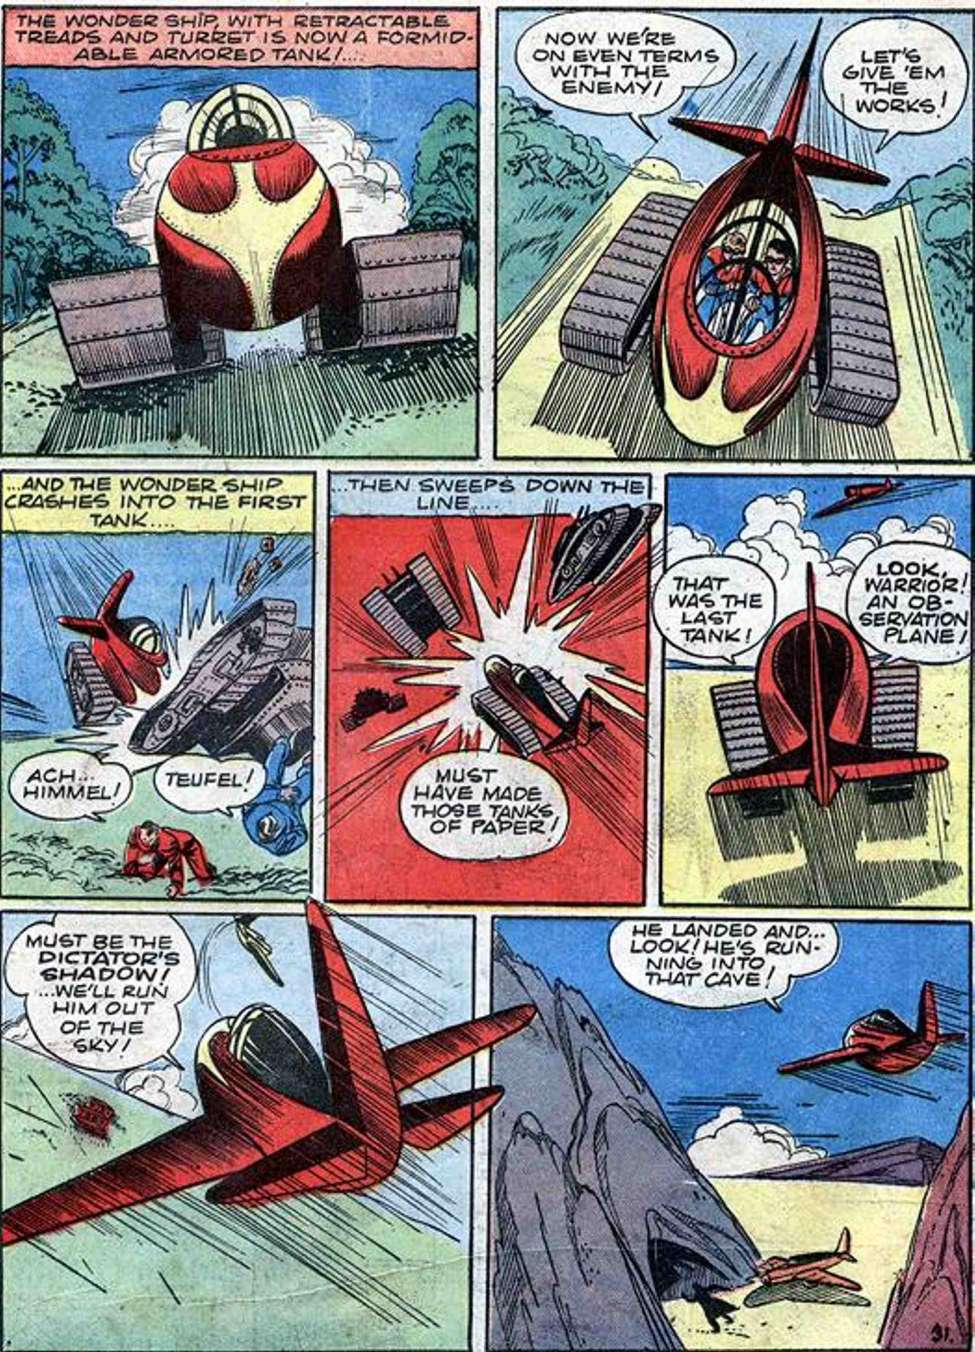 THE WONDER SHIP, WITH RETRACTABLE
TREADS AND TURRET IS NOW A FORMID-
ABLE ARMORED TANK!....
NOW WE'RE
ON EVEN TERMS
WITH THE
ENEMY!
LET'S
GIVE 'EM
THE
WORKS!
...AND THE WONDER SHIP
CRASHES INTO THE FIRST
TANK....
ACH...
HIMMEL!
TEUFEL!
...THEN SWEEPS DOWN THE
LINE....
MUST
HAVE MADE
THOSE TANKS
OF PAPER!
THAT
WAS THE
LAST
TANK!
LOOK,
WARRIOR!
AN OB-
SERVATION
PLANE!
MUST BE THE
DICTATOR'S
SHADOW!
...WE'LL RUN
HIM OUT
OF THE
SKY!
HE LANDED AND...
LOOK! HE'S RUN-
NING INTO
THAT CAVE!
31.